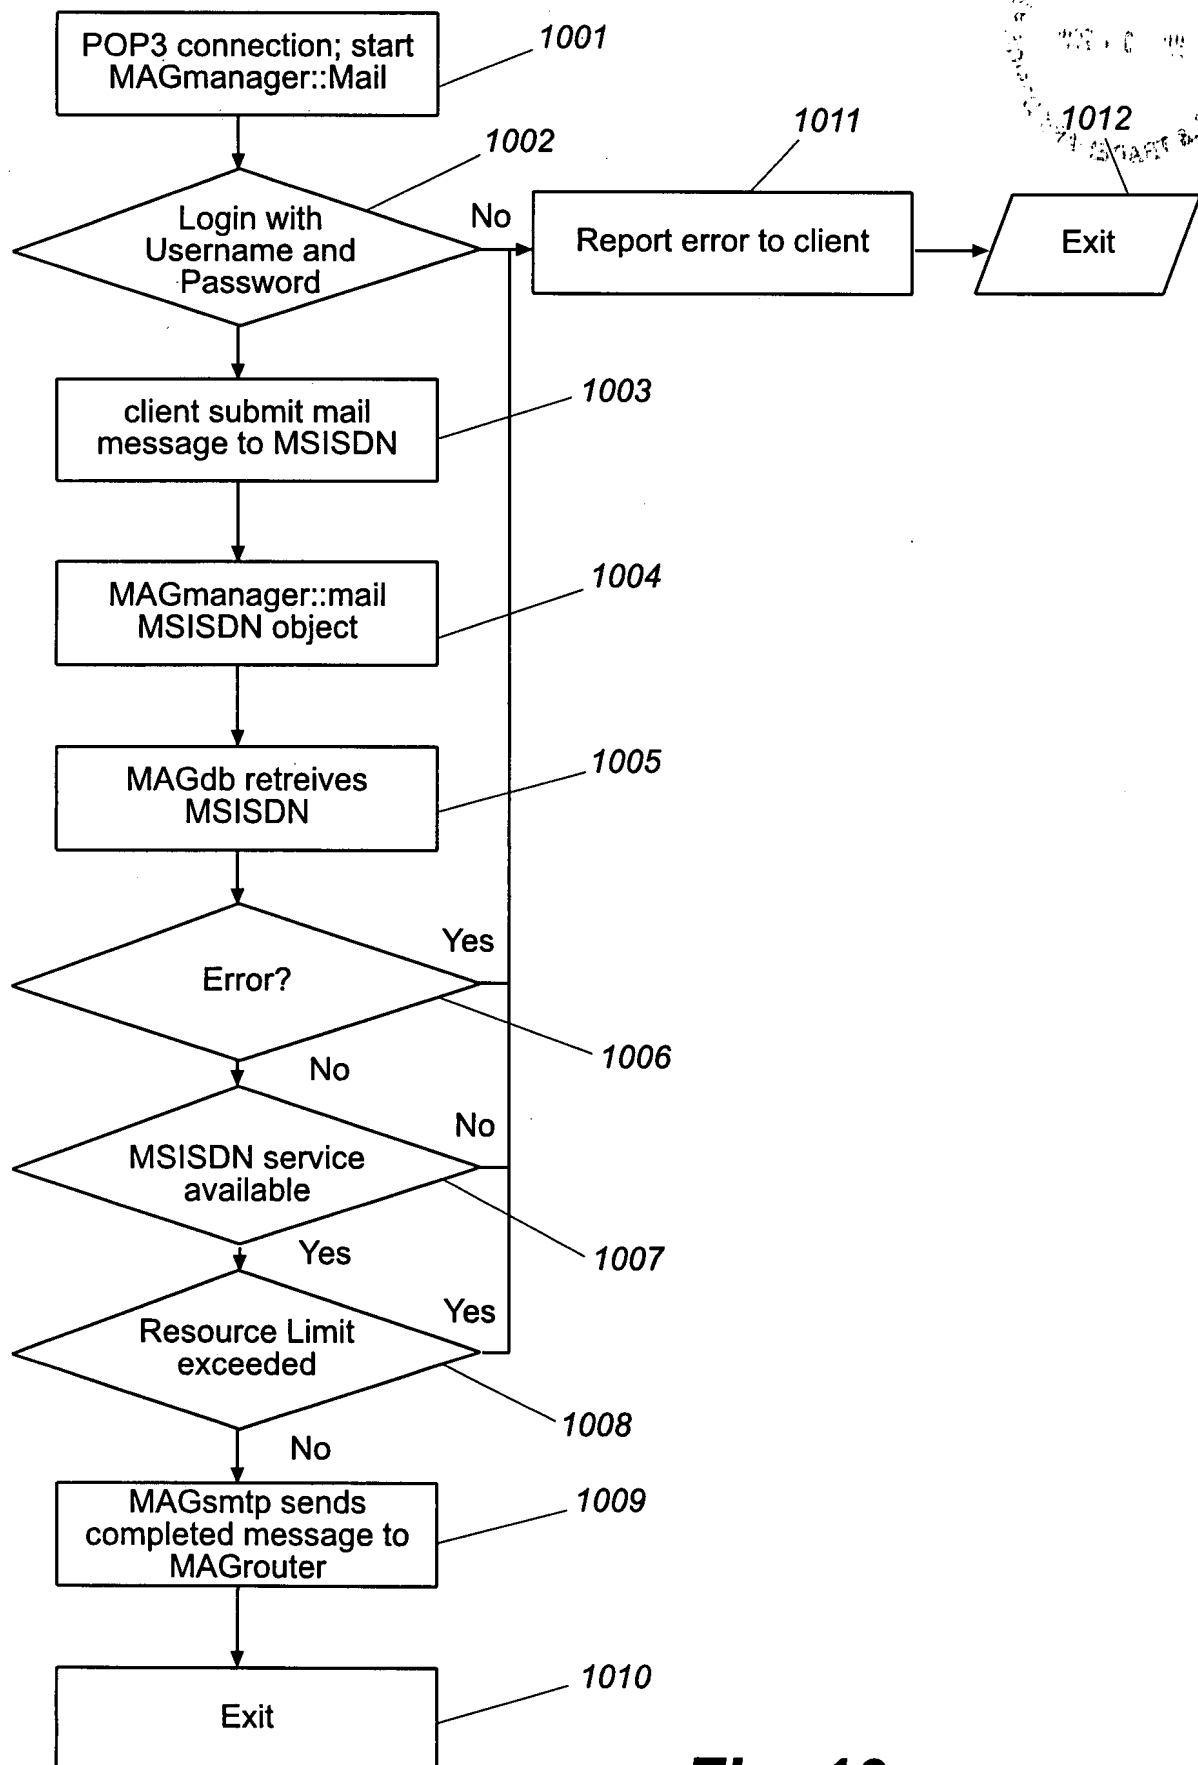 POP3 connection; start
MAGmanager::Mail
1001
1011
1012
1002
Login with
Username and
Password
No
Report error to client
Exit
client submit mail
message to MSISDN
1003
MAGmanager::mail
MSISDN object
1004
MAGdb retreives
MSISDN
1005
Error?
Yes
1006
No
MSISDN service
available
No
1007
Yes
Resource Limit
exceeded
Yes
1008
No
MAGsmtp sends
completed message to
MAGrouter
1009
Exit
1010